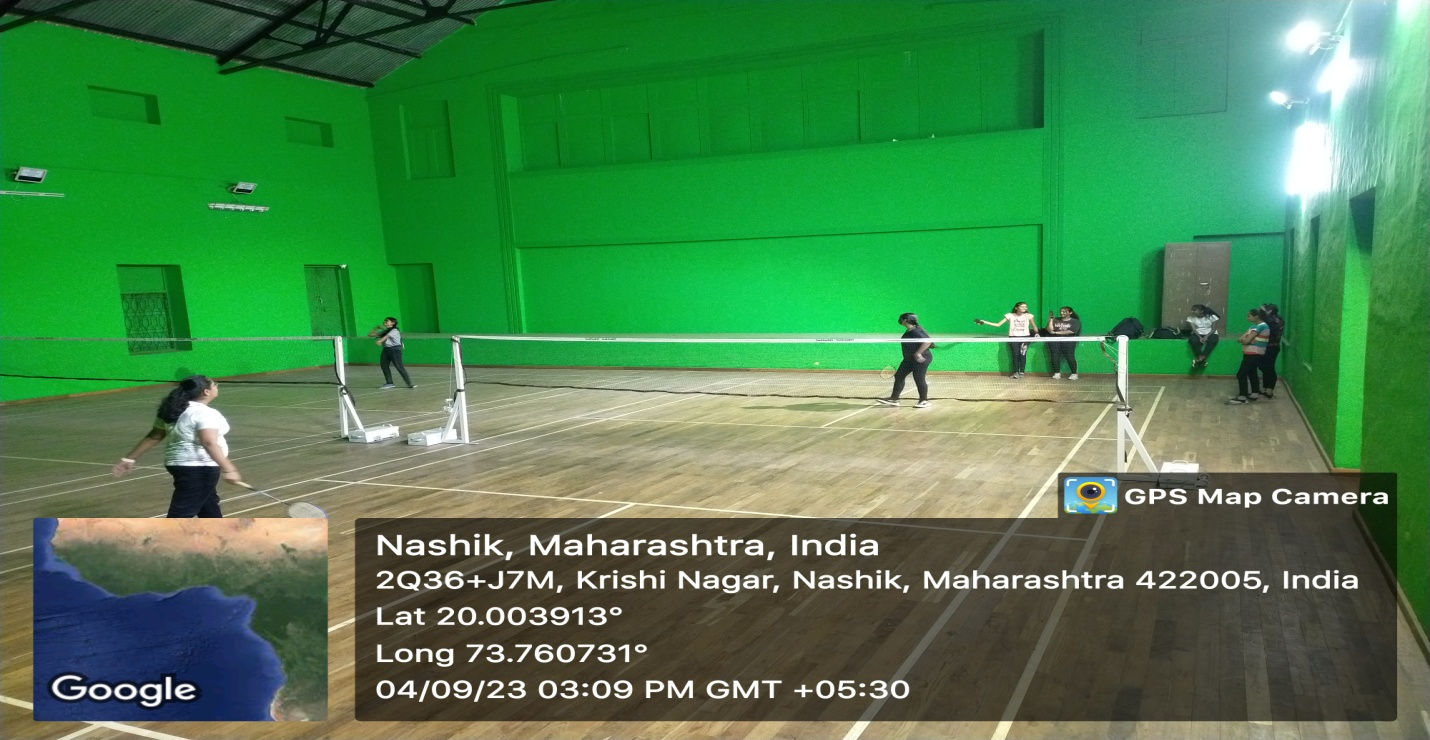 GPS Map Camera
Nashik, Maharashtra, India
2Q36+J7M, Krishi Nagar, Nashik, Maharashtra 422005, India
Lat 20.003913°
Long 73.760731°
04/09/23 03:09 PM GMT +05:30
Google